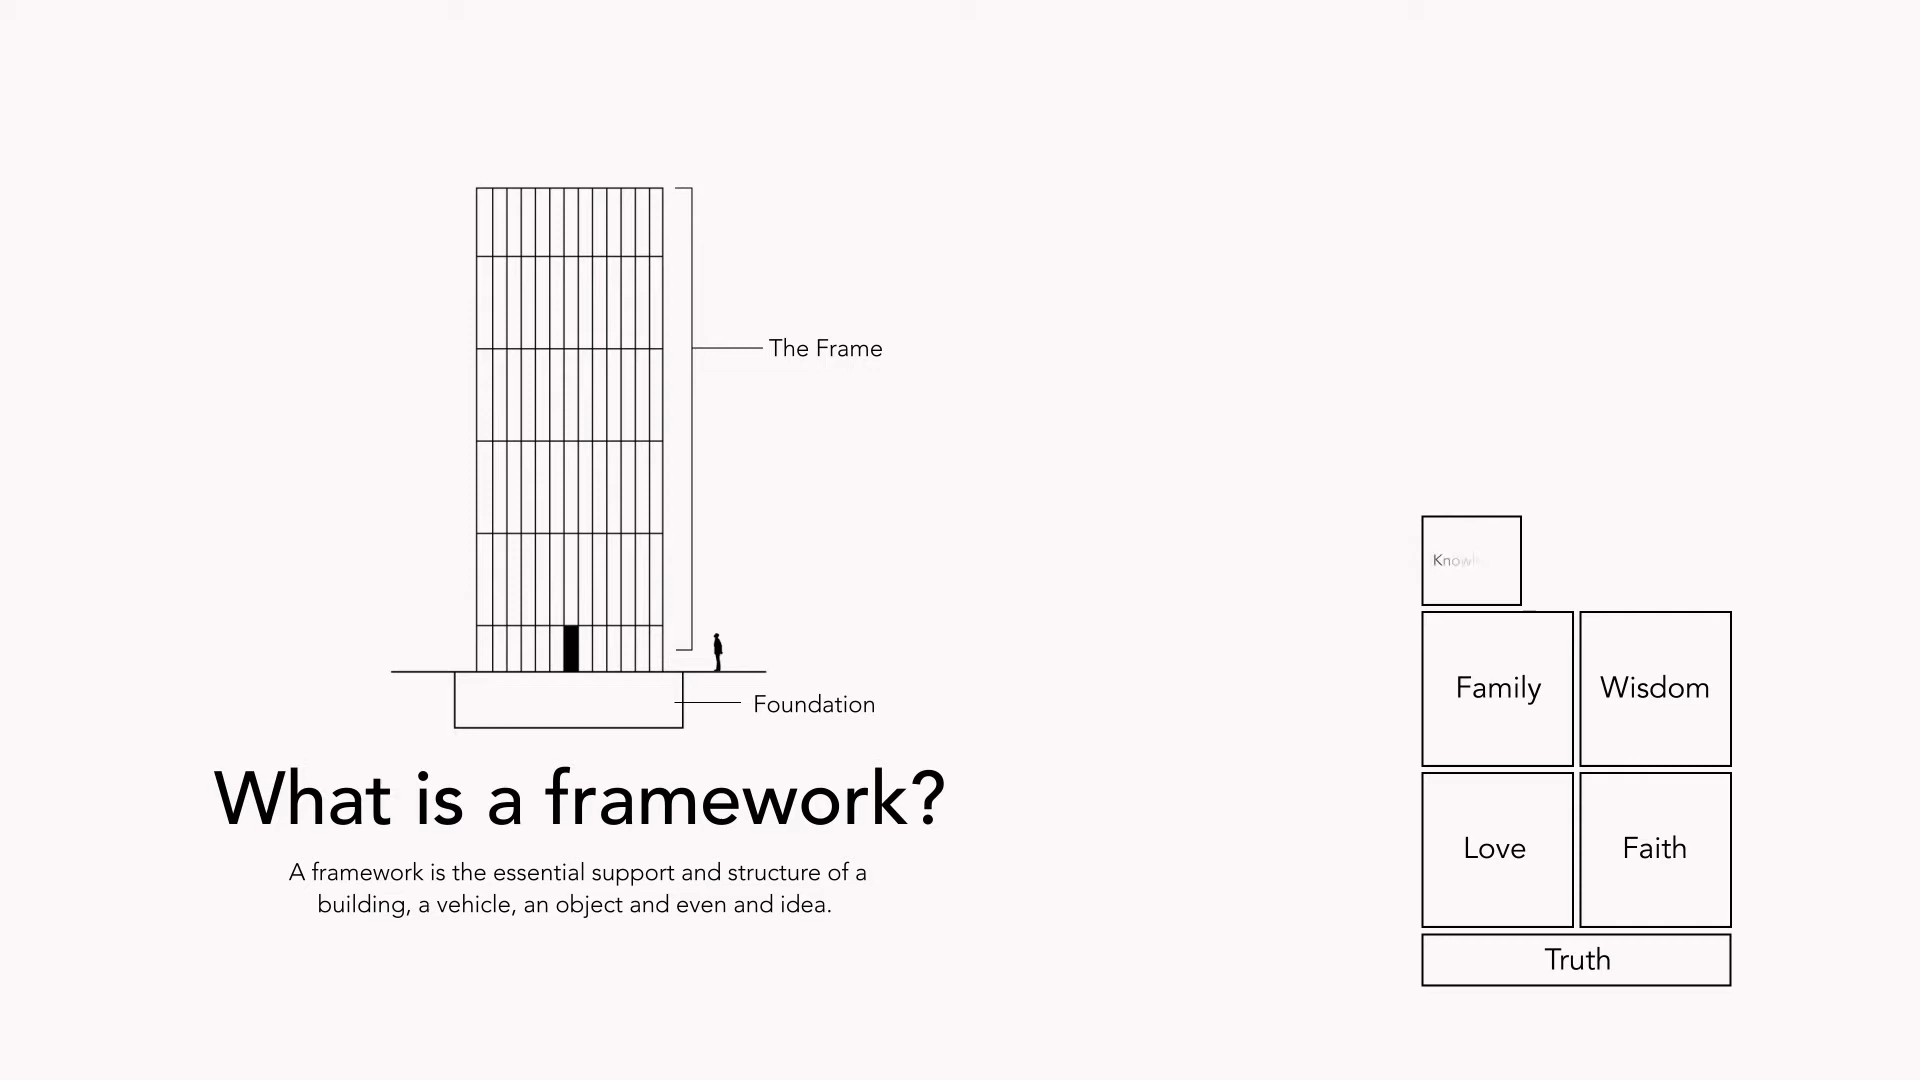 The Frame
Foundation
What is a framework?
A framework is the essential support and structure of a
building, a vehicle, an object and even and idea.
Family
Wisdom
Love
Faith
Truth